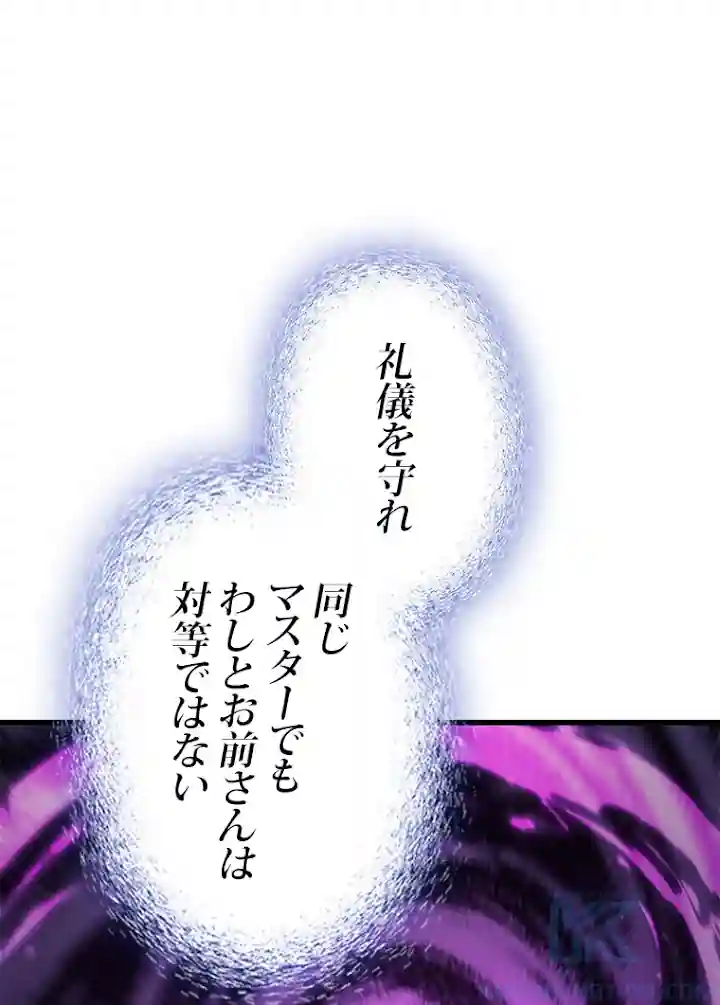 礼儀を守れ
同じ
マスターでも
わしとお前さんは
対等ではない